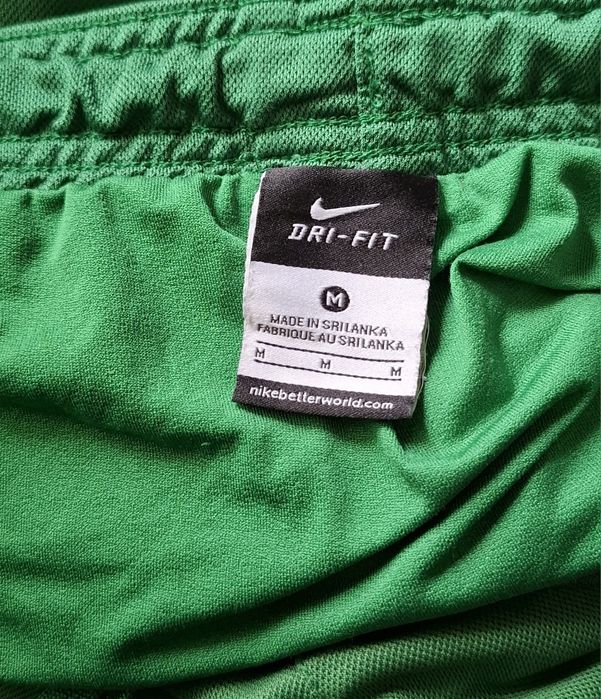 DRI-FIT
M
MADE IN SRI LANKA
FABRIQUE AU SRI LANKA
M M M
nikebetterworld.com